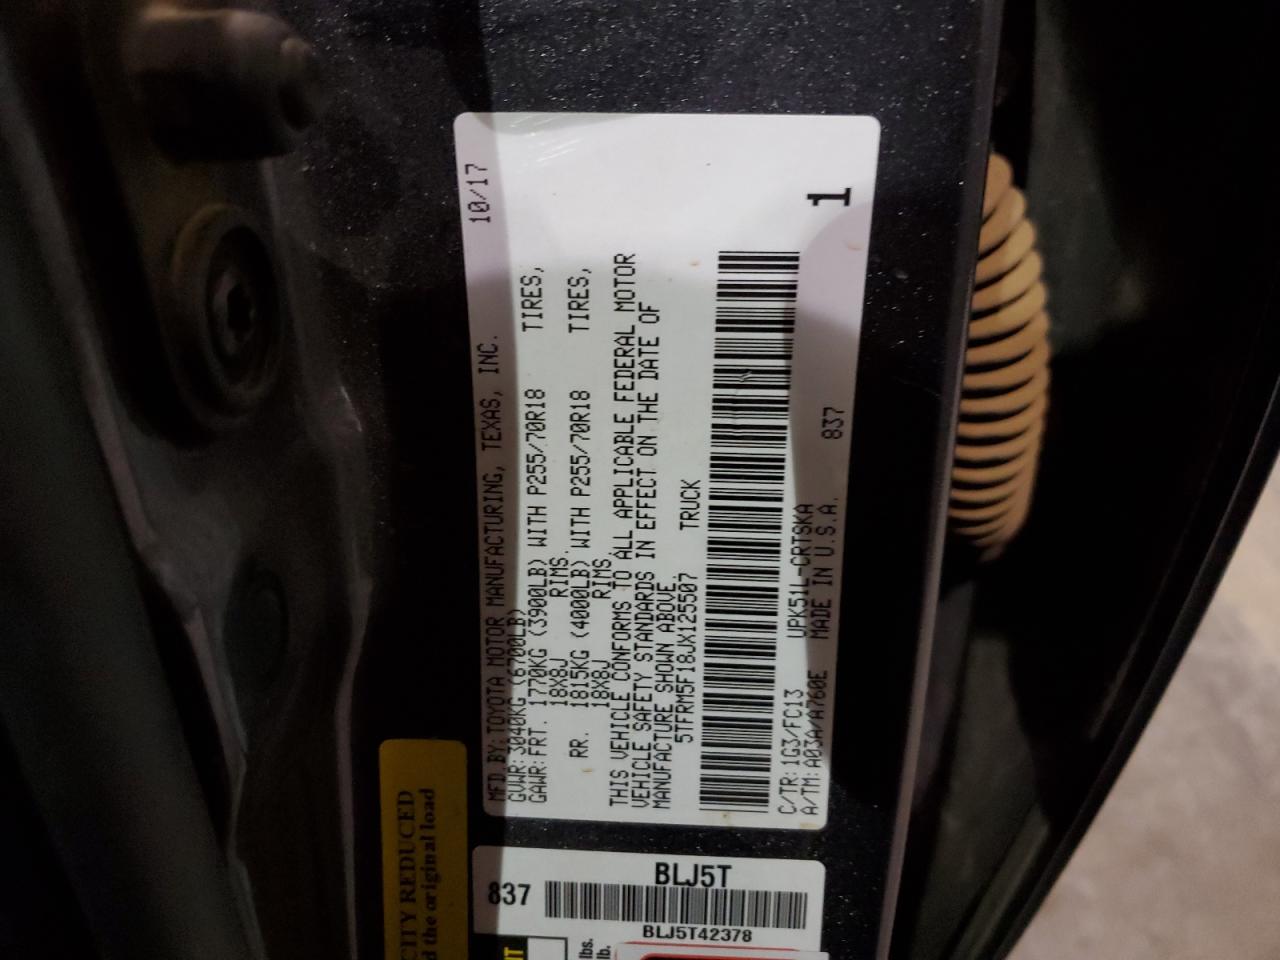 MFD.BY:TOYOTA MOTOR MANUFACTURING, TEXAS, INC. 10/17
GVWR:3040KG (6700LB)
GAWR:FRT. 1770KG (3900LB) WITH P255/70R18 TIRES,
18X8J RIMS.
RR. 1815KG (4000LB) WITH P255/70R18 TIRES,
18X8J RIMS.
THIS VEHICLE CONFORMS TO ALL APPLICABLE FEDERAL MOTOR
VEHICLE SAFETY STANDARDS IN EFFECT ON THE DATE OF
MANUFACTURE SHOWN ABOVE.
5TFRM5F18JX125507 TRUCK
C/TR:1G3/FC13 UPK51L-CRTSKA
A/TM:A03A/A760E MADE IN U.S.A. 837
1
BLJ5T
837
BLJ5T42378
CITY REDUCED
the original load
lbs.
lb.